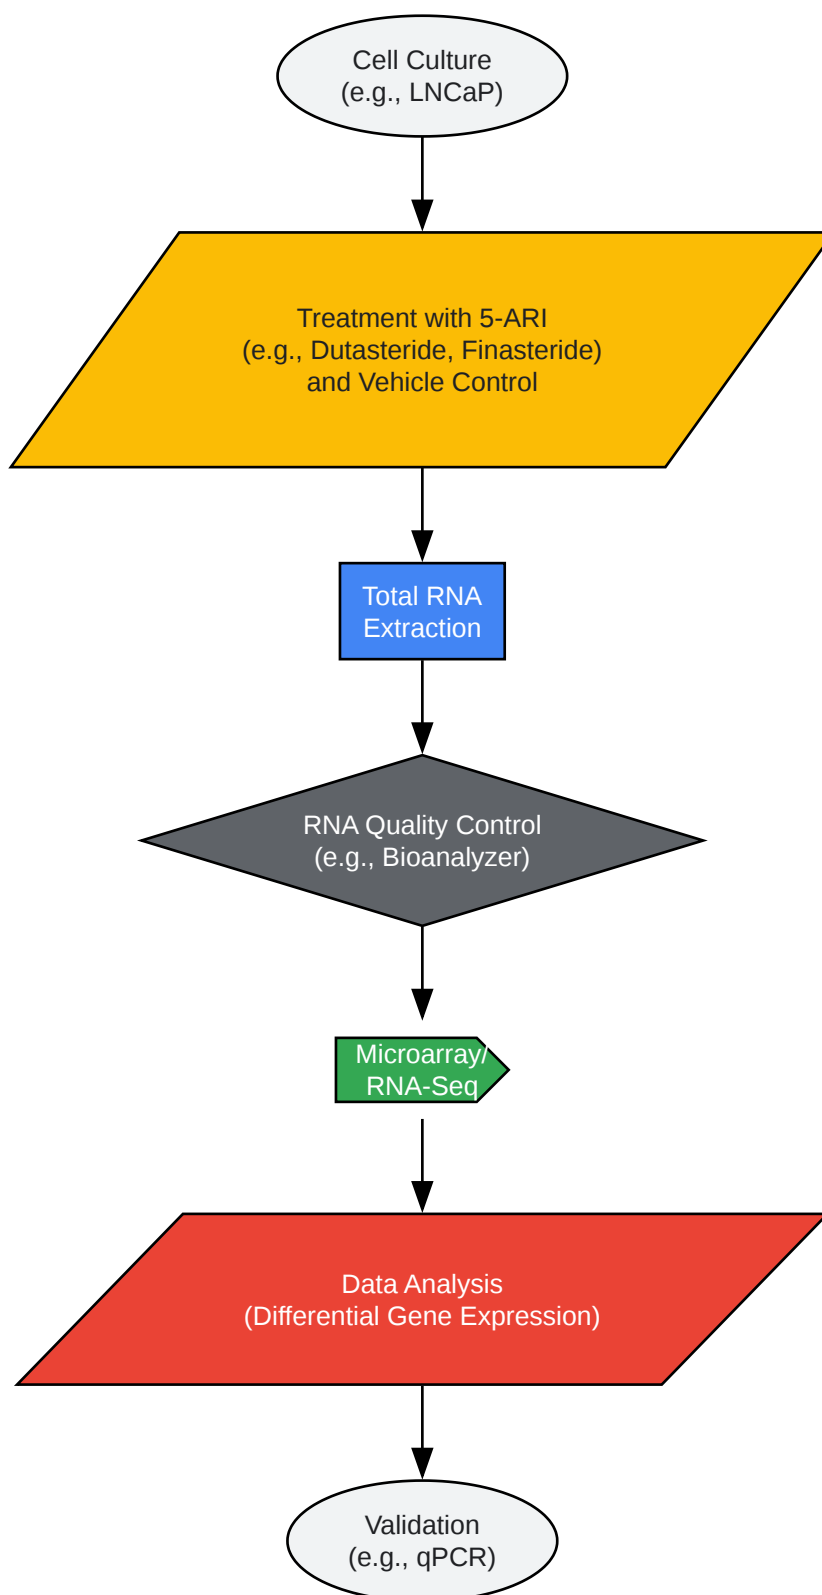 Cell Culture
(e.g., LNCaP)
Treatment with 5-ARI
(e.g., Dutasteride, Finasteride)
and Vehicle Control
Total RNA
Extraction
RNA Quality Control
(e.g., Bioanalyzer)
Microarray/
RNA-Seq
Data Analysis
(Differential Gene Expression)
Validation
(e.g., qPCR)